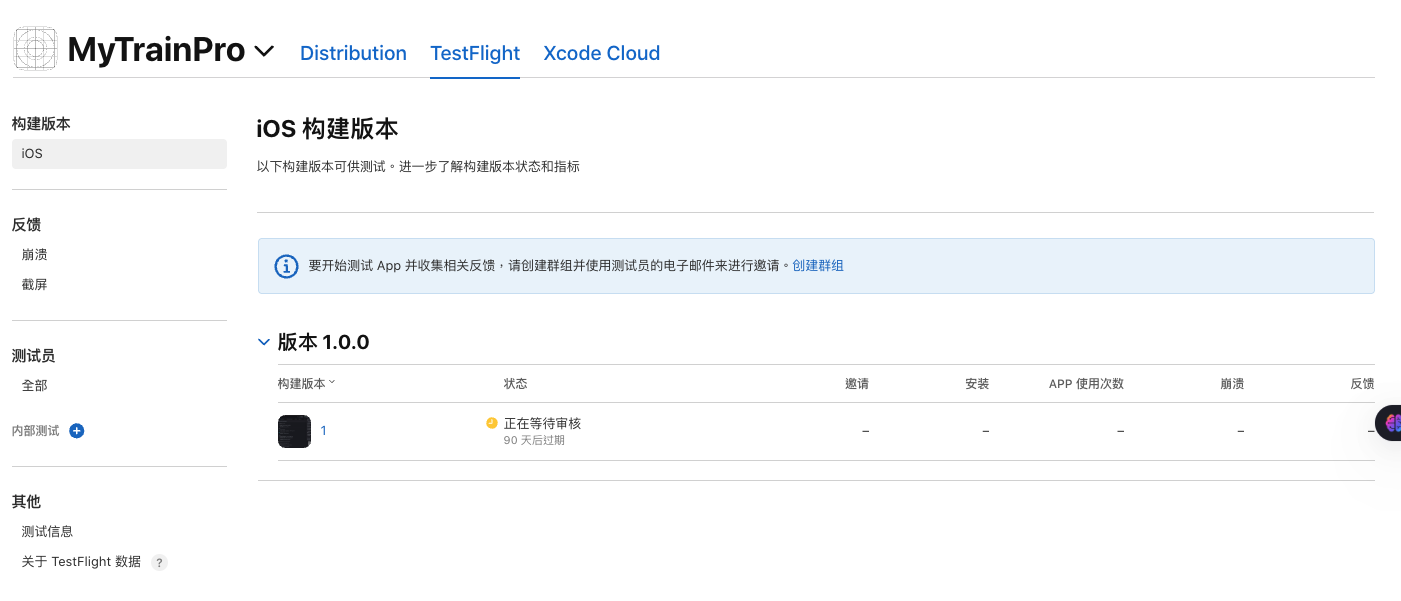 MyTrainPro Distribution TestFlight Xcode Cloud
构建版本
iOS
反馈
崩溃
截屏
测试员
全部
内部测试
其他
测试信息
关于 TestFlight 数据 ?
iOS 构建版本
以下构建版本可供测试。进一步了解构建版本状态和指标
要开始测试 App 并收集相关反馈，请创建群组并使用测试员的电子邮件来进行邀请。创建群组
版本 1.0.0
构建版本 状态 邀请 安装 APP 使用次数 崩溃 反馈
1 正在等待审核 – – – – –
90 天后过期